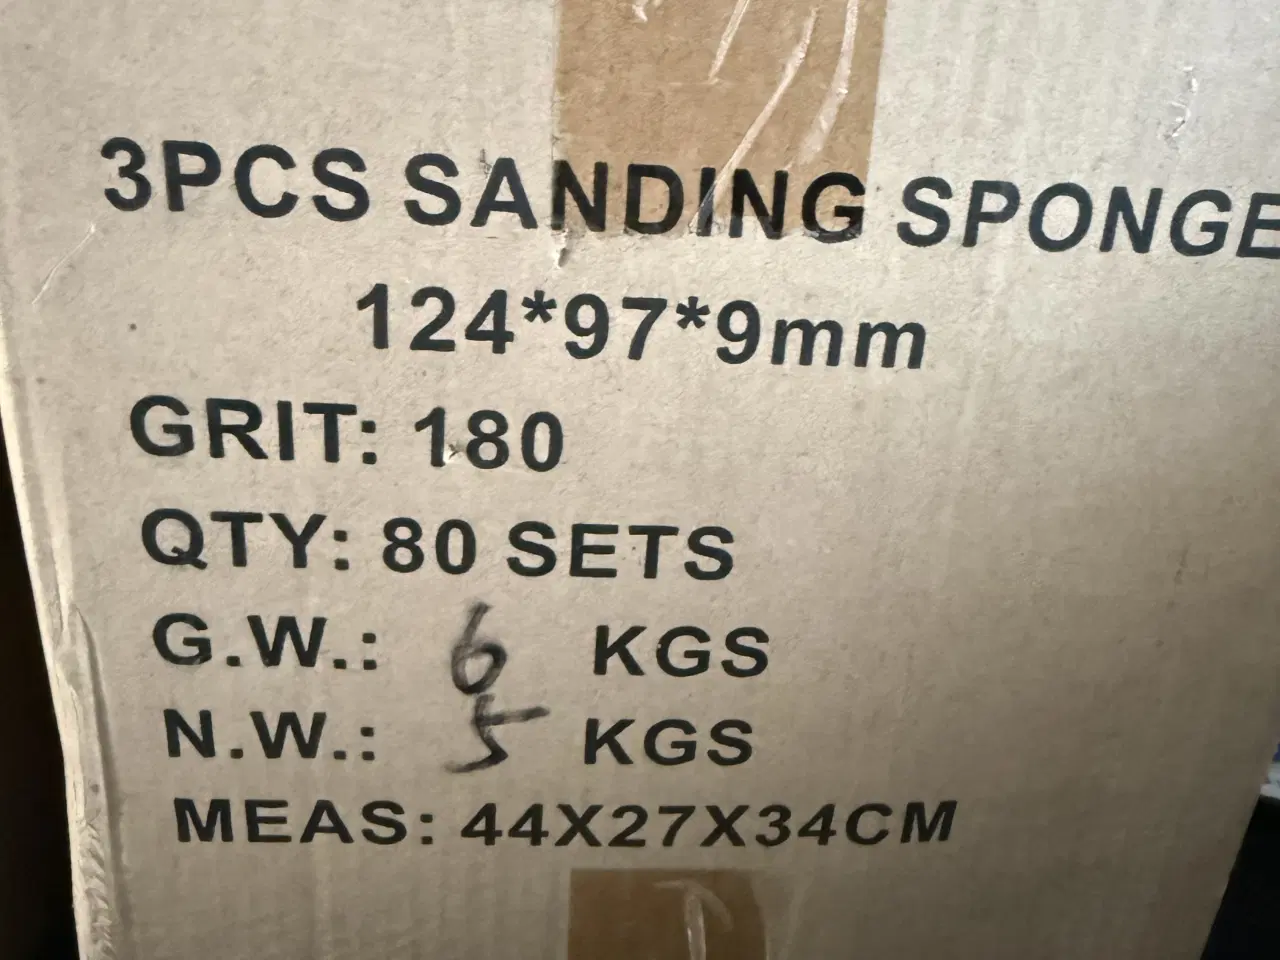 3PCS SANDING SPONGE
124*97*9mm
GRIT: 180
QTY: 80 SETS
G.W.: 6 KGS
N.W.: 5 KGS
MEAS: 44X27X34CM